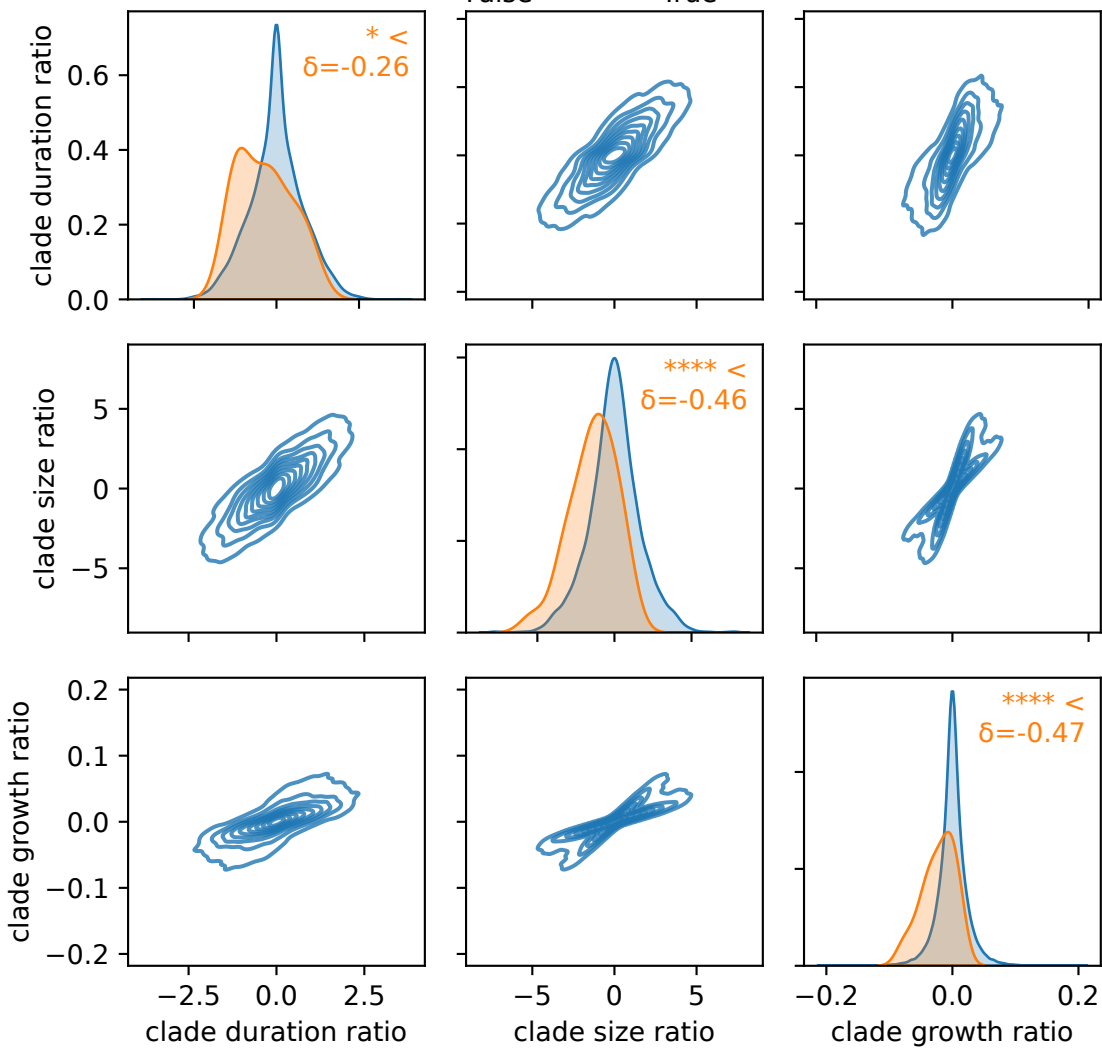 True
clade duration ratio
0.6
0.4
0.2
0.0
* <
δ=-0.26
clade size ratio
5
0
−5
**** <
δ=-0.46
clade growth ratio
0.2
0.1
0.0
−0.1
−0.2
**** <
δ=-0.47
−2.5 0.0 2.5
−5 0 5
−0.2 0.0 0.2
clade duration ratio
clade size ratio
clade growth ratio